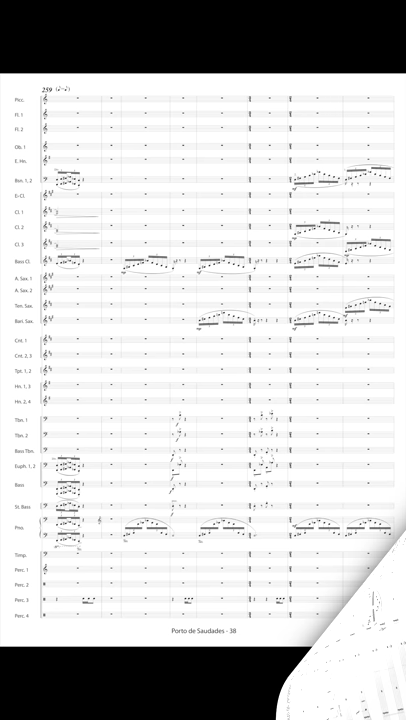 259 (♪=♪)
Picc.
Fl. 1
Fl. 2
Ob. 1
E. Hn.
Bsn. 1, 2
E♭ Cl.
Cl. 1
Cl. 2
Cl. 3
Bass Cl.
A. Sax. 1
A. Sax. 2
Ten. Sax.
Bari. Sax.
Cnt. 1
Cnt. 2, 3
Tpt. 1, 2
Hn. 1, 3
Hn. 2, 4
Tbn. 1
Tbn. 2
Bass Tbn.
Euph. 1, 2
Bass
St. Bass
Pno.
Timp.
Perc. 1
Perc. 2
Perc. 3
Perc. 4
Porto de Saudades - 38